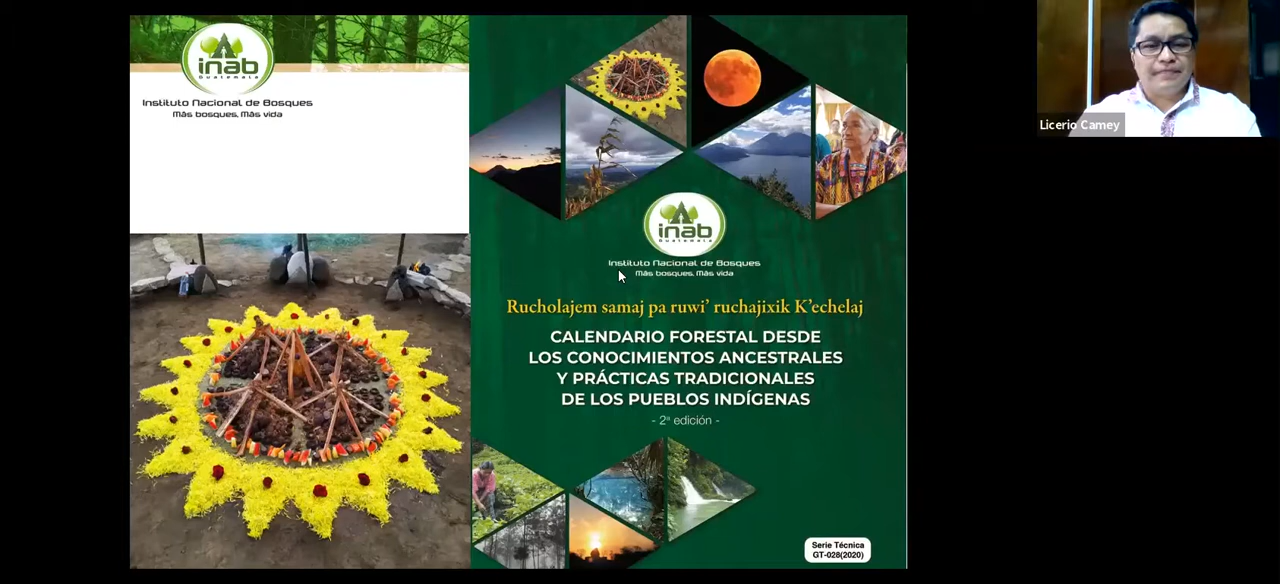 inab
Guatemala
Instituto Nacional de Bosques
Más bosques, Más vida
inab
Guatemala
Instituto Nacional de Bosques
Más bosques, Más vida
Rucholajem samaj pa ruwi’ ruchajixik K’echelaj
CALENDARIO FORESTAL DESDE
LOS CONOCIMIENTOS ANCESTRALES
Y PRÁCTICAS TRADICIONALES
DE LOS PUEBLOS INDÍGENAS
- 2ª edición -
Serie Técnica
GT-028(2020)
Licerio Camey